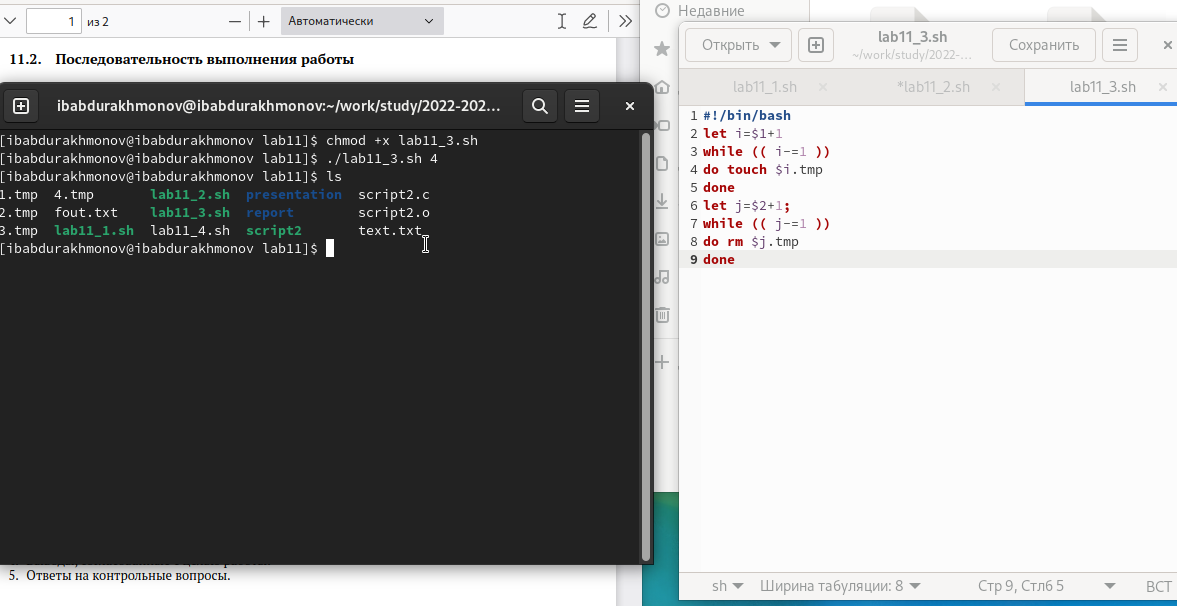 1 из 2
Автоматически
11.2. Последовательность выполнения работы
ibabdurakhmonov@ibabdurakhmonov:~/work/study/2022-202...
[ibabdurakhmonov@ibabdurakhmonov lab11]$ chmod +x lab11_3.sh
[ibabdurakhmonov@ibabdurakhmonov lab11]$ ./lab11_3.sh 4
[ibabdurakhmonov@ibabdurakhmonov lab11]$ ls
1.tmp 4.tmp lab11_2.sh presentation script2.c
2.tmp fout.txt lab11_3.sh report script2.o
3.tmp lab11_1.sh lab11_4.sh script2 text.txt
[ibabdurakhmonov@ibabdurakhmonov lab11]$
5. Ответы на контрольные вопросы.
Недавние
Открыть
lab11_3.sh
~/work/study/2022-...
Сохранить
lab11_1.sh
*lab11_2.sh
lab11_3.sh
1 #!/bin/bash
2 let i=$1+1
3 while (( i-=1 ))
4 do touch $i.tmp
5 done
6 let j=$2+1;
7 while (( j-=1 ))
8 do rm $j.tmp
9 done
sh
Ширина табуляции: 8
Стр 9, Стлб 5
ВСТ